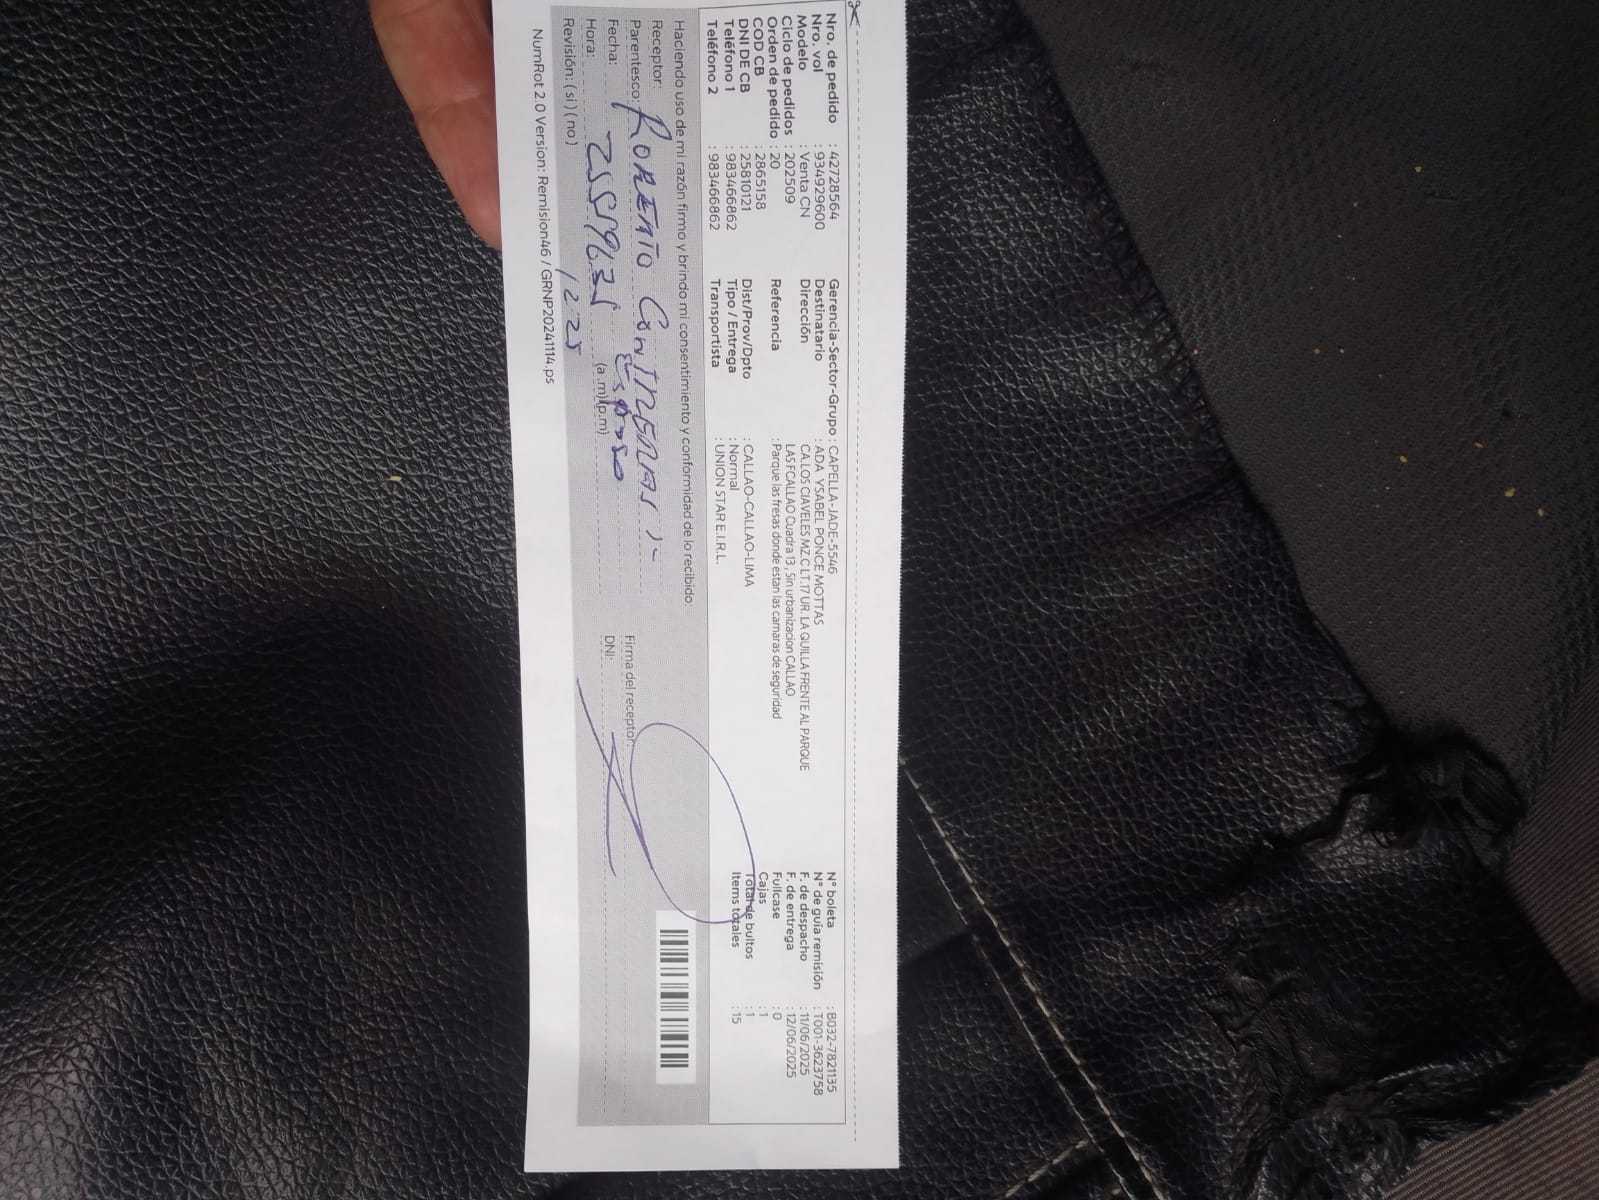 Nro. de pedido : 42728564 Gerencia-Sector-Grupo : CAPELLA-JADE-5546 N° boleta : B032-7821135
Nro. vol : 934929600 Destinatario : ADA YSABEL PONCE MOTTAS N° de guía remisión : T001-3623758
Modelo : Venta CN Dirección : CA.LOS CIAVELES MZ.C LT.17 UR. LA QUILLA FRENTE AL PARQUE F. de despacho : 11/06/2025
Ciclo de pedidos : 202509 LAS FCALLAO Cuadra 13 , Sin urbanizacion CALLAO F. de entrega : 12/06/2025
Orden de pedido : 20 Referencia : Parque las fresas donde estan las camaras de seguridad Fullcase : 0
COD CB : 2865158 Cajas : 1
DNI DE CB : 25810121 Dist/Prov/Dpto : CALLAO-CALLAO-LIMA Total de bultos : 1
Teléfono 1 : 983466862 Tipo / Entrega : Normal Items totales : 15
Teléfono 2 : 983466862 Transportista : UNION STAR E.I.R.L.
Haciendo uso de mi razón firmo y brindo mi consentimiento y conformidad de lo recibido
Receptor:
Parentesco: Esposo Firma del receptor:
Fecha: DNI:
Hora: 12 25 (a.m)(p.m)
Revisión: (si) (no)
NumRot 2.0 Version: Remision46 / GRNP20241114.ps